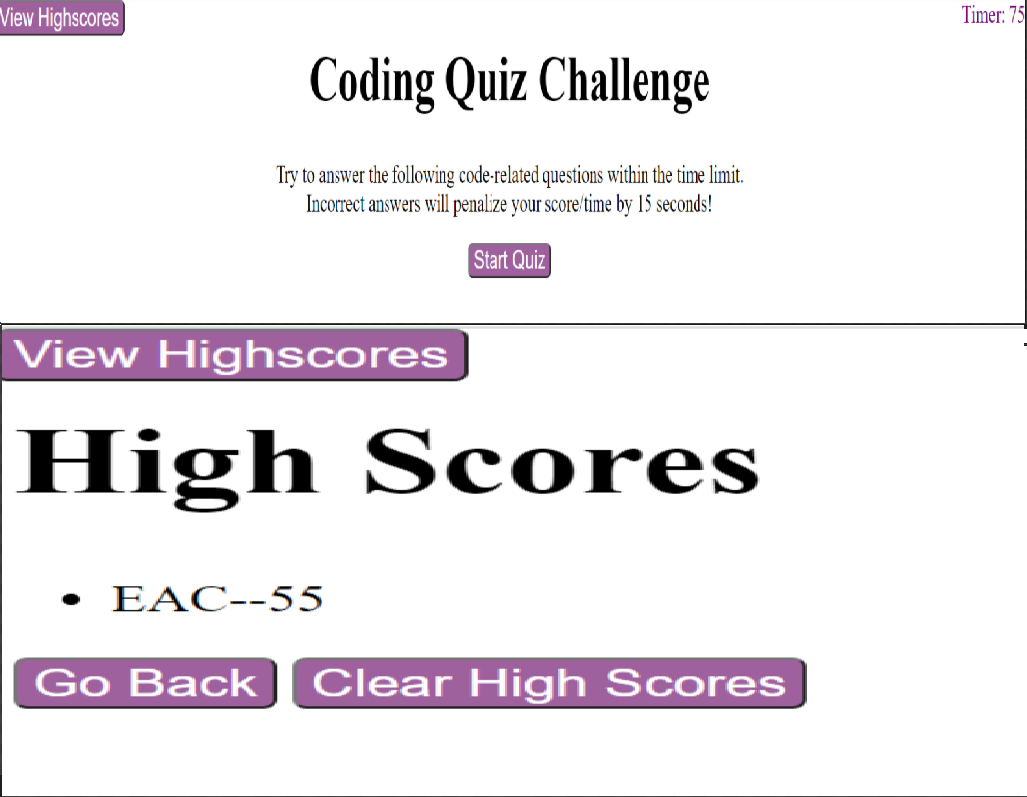 View Highscores
Timer: 75
Coding Quiz Challenge
Try to answer the following code-related questions within the time limit.
Incorrect answers will penalize your score/time by 15 seconds!
Start Quiz
View Highscores
High Scores
• EAC--55
Go Back
Clear High Scores